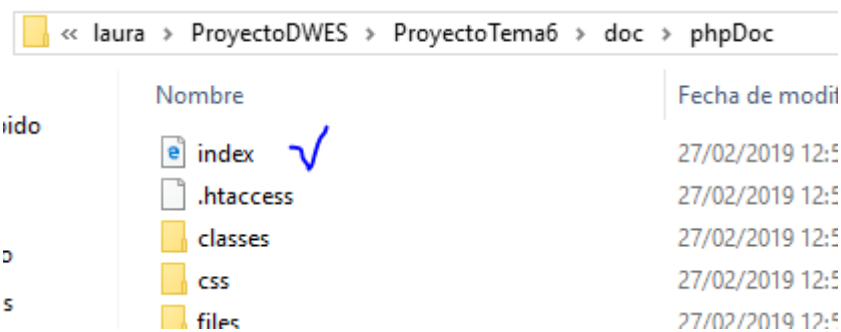 « laura > ProyectoDWES > ProyectoTema6 > doc > phpDoc
Nombre Fecha de modif
index 27/02/2019 12:5
.htaccess 27/02/2019 12:5
classes 27/02/2019 12:5
css 27/02/2019 12:5
files 27/02/2019 12:5